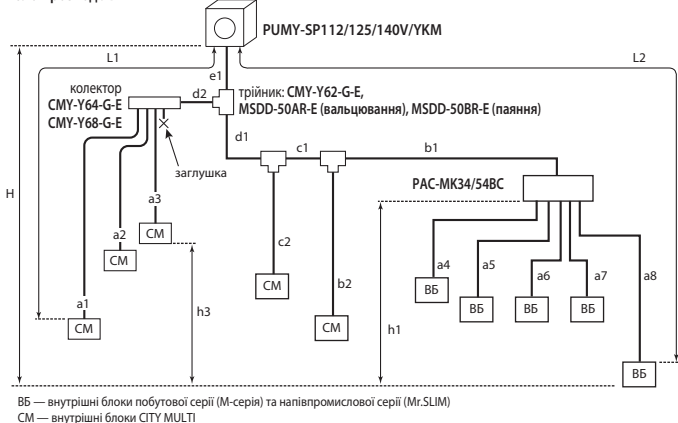 PUMY-SP112/125/140V/YKM
L1
L2
e1
колектор
CMY-Y64-G-E
CMY-Y68-G-E
d2
трійник: CMY-Y62-G-E,
MSDD-50AR-E (вальцювання), MSDD-50BR-E (паяння)
d1
c1
b1
заглушка
H
PAC-MK34/54BC
a3
a2
СМ
СМ
c2
a4
a5
a6
a7
a8
a1
h3
СМ
b2
ВБ
ВБ
ВБ
ВБ
СМ
СМ
h1
ВБ
ВБ — внутрішні блоки побутової серії (М-серія) та напівпромислової серії (Mr.SLIM)
СМ — внутрішні блоки CITY MULTI